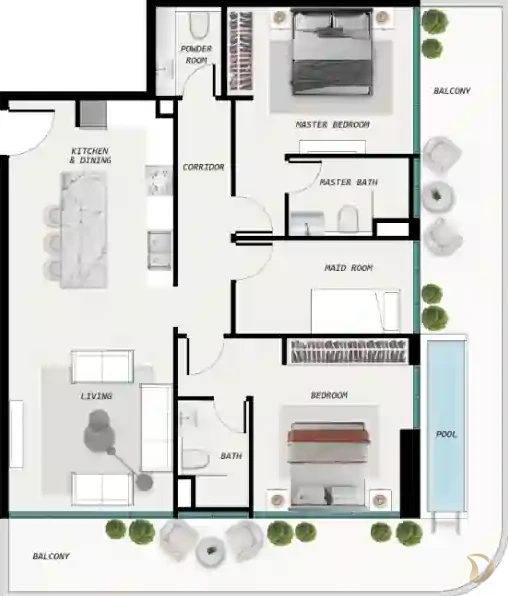 POWDER
ROOM
BALCONY
MASTER BEDROOM
KITCHEN
& DINING
CORRIDOR
MASTER BATH
MAID ROOM
LIVING
BEDROOM
POOL
BATH
BALCONY